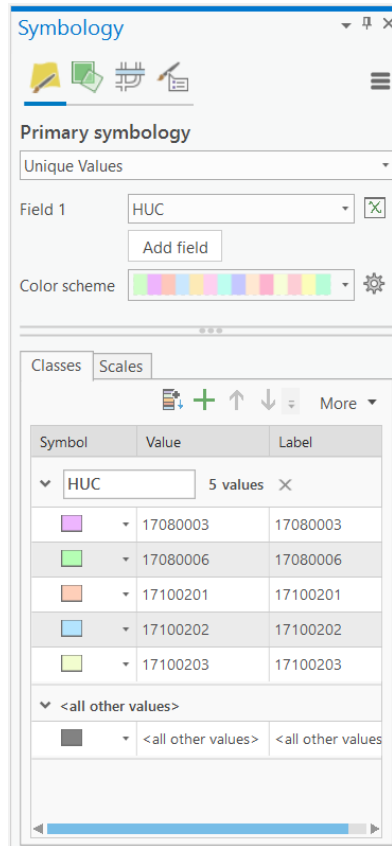 Symbology
Primary symbology
Unique Values
Field 1 HUC
Add field
Color scheme
Classes Scales
More
Symbol Value Label
HUC 5 values
17080003 17080003
17080006 17080006
17100201 17100201
17100202 17100202
17100203 17100203
<all other values>
<all other values> <all other values